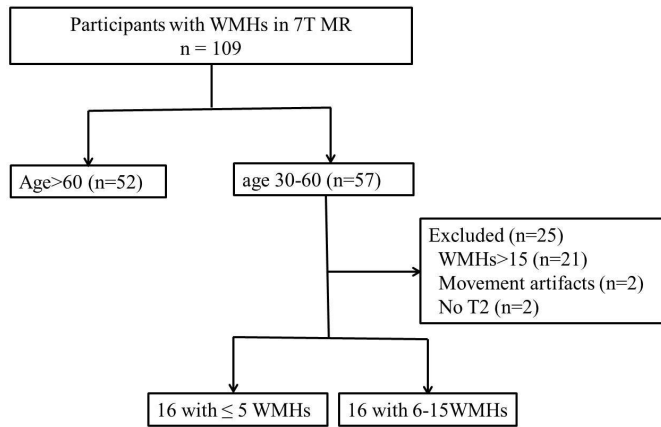 Participants with WMHs in 7T MR
n = 109
Age>60 (n=52)
age 30-60 (n=57)
Excluded (n=25)
WMHs>15 (n=21)
Movement artifacts (n=2)
No T2 (n=2)
16 with ≤ 5 WMHs
16 with 6-15WMHs